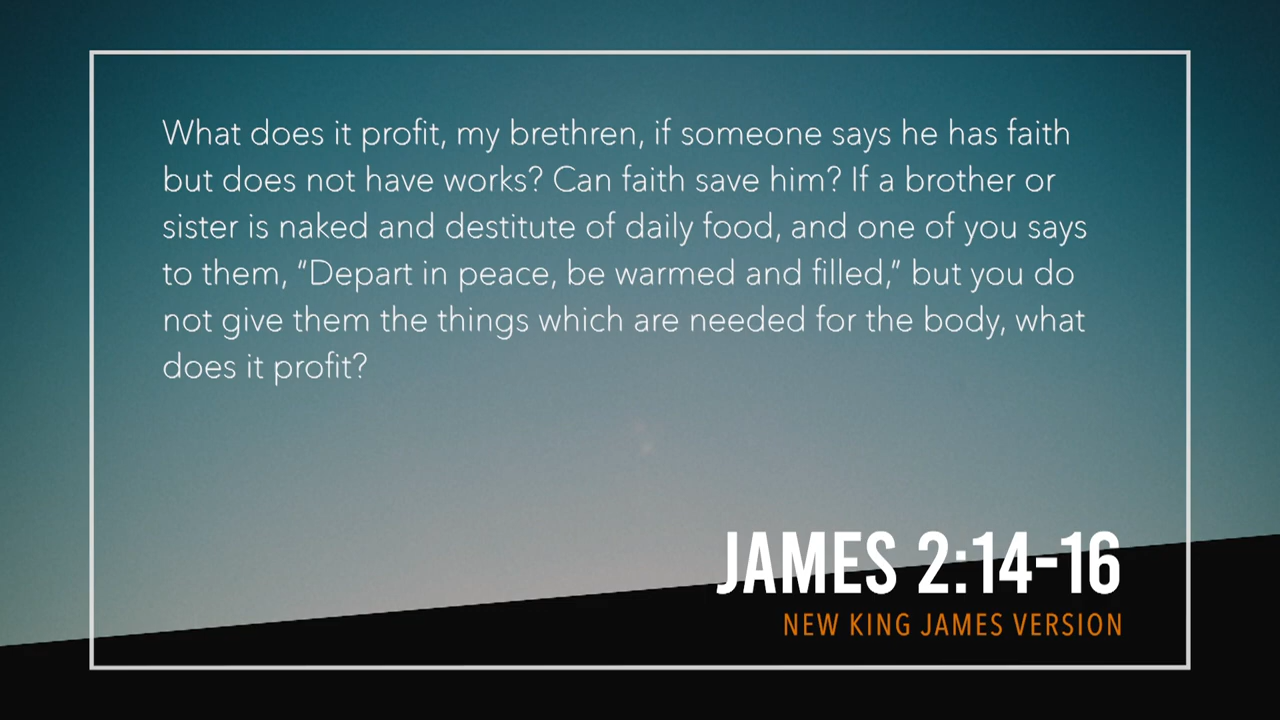 What does it profit, my brethren, if someone says he has faith
but does not have works? Can faith save him? If a brother or
sister is naked and destitute of daily food, and one of you says
to them, “Depart in peace, be warmed and filled,” but you do
not give them the things which are needed for the body, what
does it profit?
JAMES 2:14-16
NEW KING JAMES VERSION